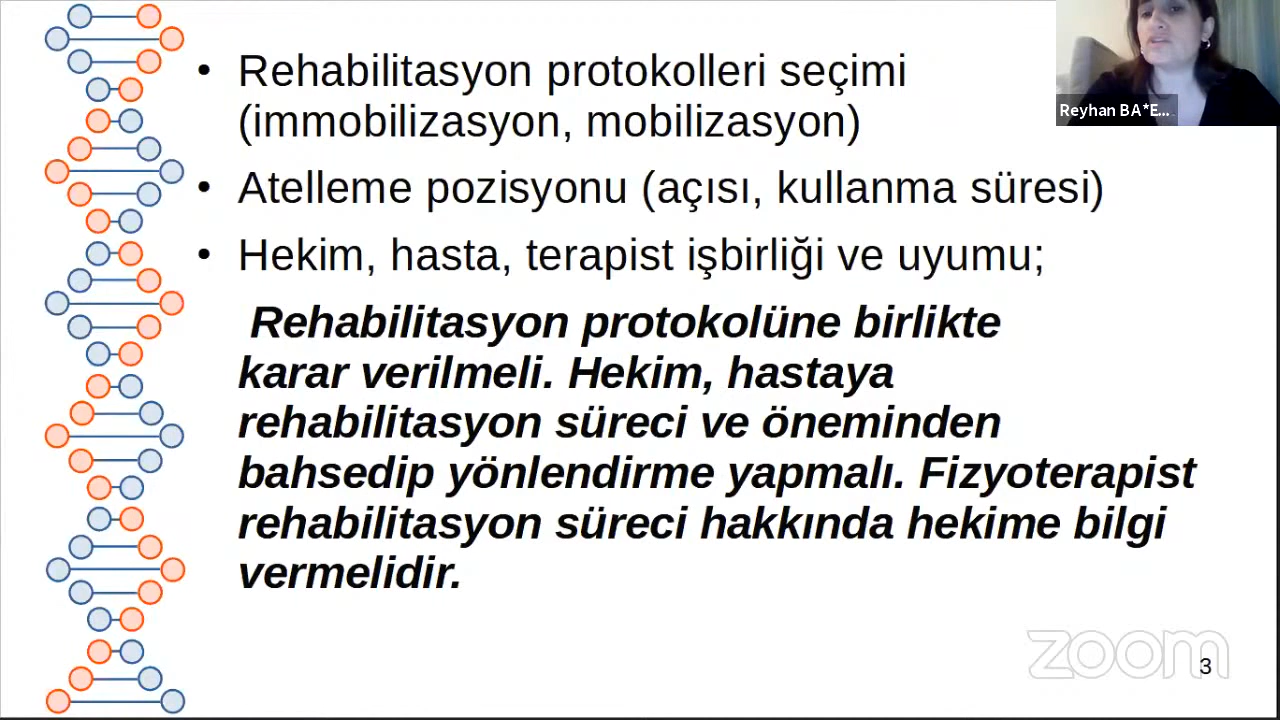 • Rehabilitasyon protokolleri seçimi
(immobilizasyon, mobilizasyon)
• Atelleme pozisyonu (açısı, kullanma süresi)
• Hekim, hasta, terapist işbirliği ve uyumu;
Rehabilitasyon protokolüne birlikte
karar verilmeli. Hekim, hastaya
rehabilitasyon süreci ve öneminden
bahsedip yönlendirme yapmalı. Fizyoterapist
rehabilitasyon süreci hakkında hekime bilgi
vermelidir.
Reyhan BA*E...
zoom
3